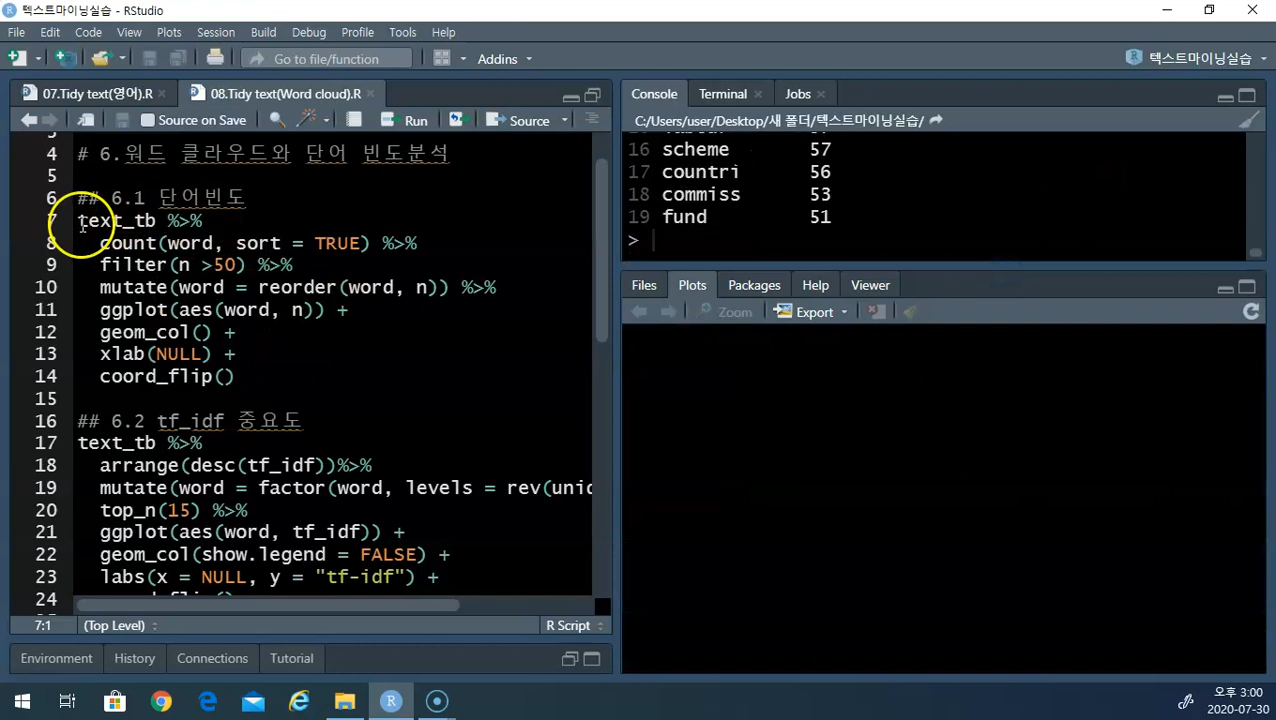 텍스트마이닝실습 - RStudio
File Edit Code View Plots Session Build Debug Profile Tools Help
Go to file/function Addins 텍스트마이닝실습
07.Tidy text(영어).R 08.Tidy text(Word cloud).R
Source on Save Run Source
4 # 6.워드 클라우드와 단어 빈도분석
5
6 ## 6.1 단어빈도
7 text_tb %>%
8 count(word, sort = TRUE) %>%
9 filter(n >50) %>%
10 mutate(word = reorder(word, n)) %>%
11 ggplot(aes(word, n)) +
12 geom_col() +
13 xlab(NULL) +
14 coord_flip()
15
16 ## 6.2 tf_idf 중요도
17 text_tb %>%
18 arrange(desc(tf_idf))%>%
19 mutate(word = factor(word, levels = rev(uni
20 top_n(15) %>%
21 ggplot(aes(word, tf_idf)) +
22 geom_col(show.legend = FALSE) +
23 labs(x = NULL, y = "tf-idf") +
24
7:1 (Top Level) R Script
Environment History Connections Tutorial
Console Terminal Jobs
C:/Users/user/Desktop/새 폴더/텍스트마이닝실습/
16 scheme 57
17 countri 56
18 commiss 53
19 fund 51
>
Files Plots Packages Help Viewer
Zoom Export
오후 3:00
2020-07-30